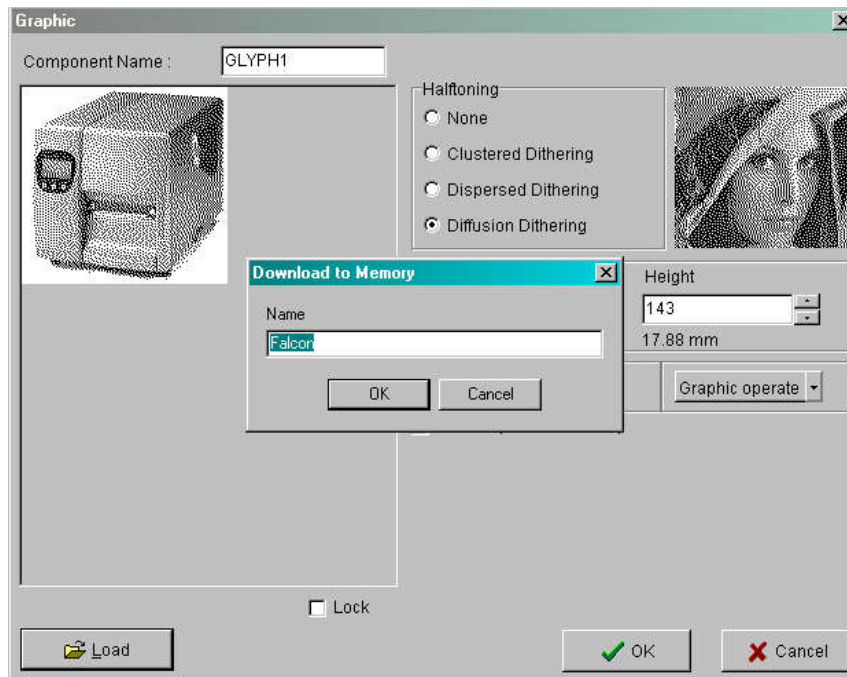 Graphic
Component Name :
GLYPH1
Halftoning
None
Clustered Dithering
Dispersed Dithering
Diffusion Dithering
Download to Memory
Name
Falcon
OK
Cancel
Height
143
17.88 mm
Graphic operate
Lock
Load
OK
Cancel